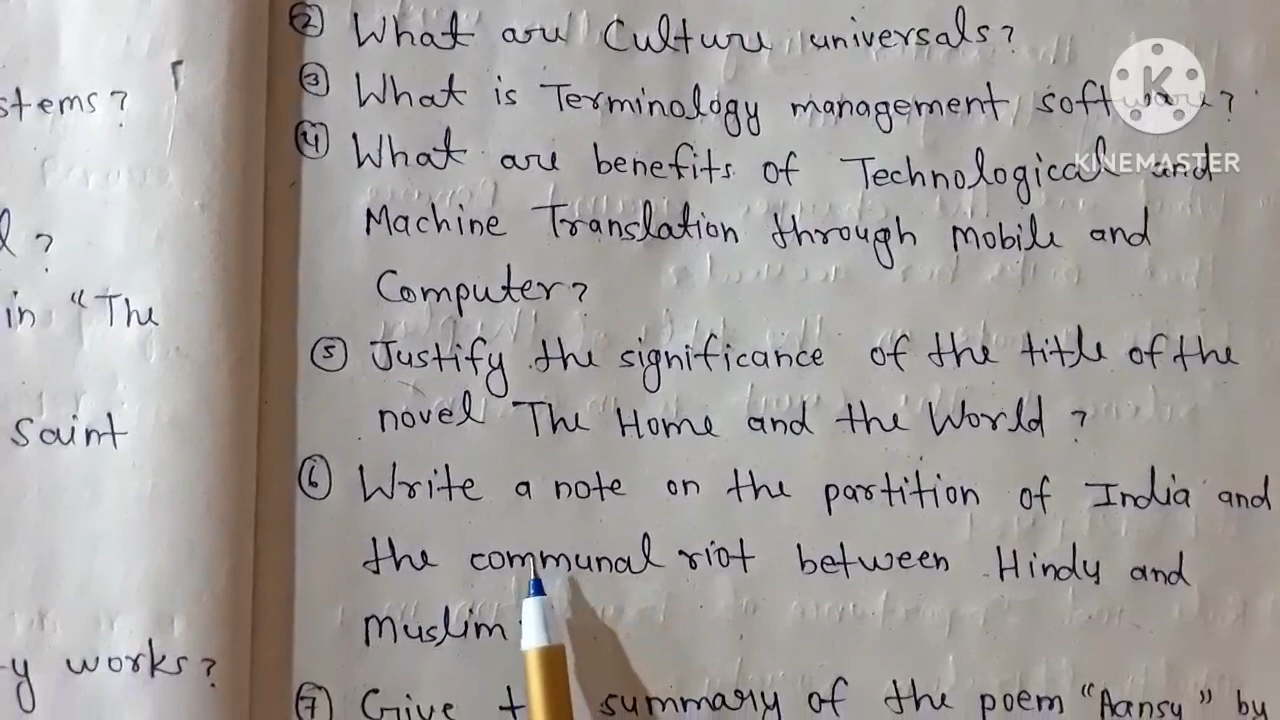 stems?
l?
in "The
Saint
y works?
② What are Culture universals?
③ What is Terminology management software?
④ What are benefits of Technological and
Machine Translation through mobile and
Computer?
⑤ Justify the significance of the title of the
novel The Home and the World?
⑥ Write a note on the partition of India and
the communal riot between Hindu and
Muslim.
⑦ Give summary of the poem "Aansu" by
K
KINEMASTER